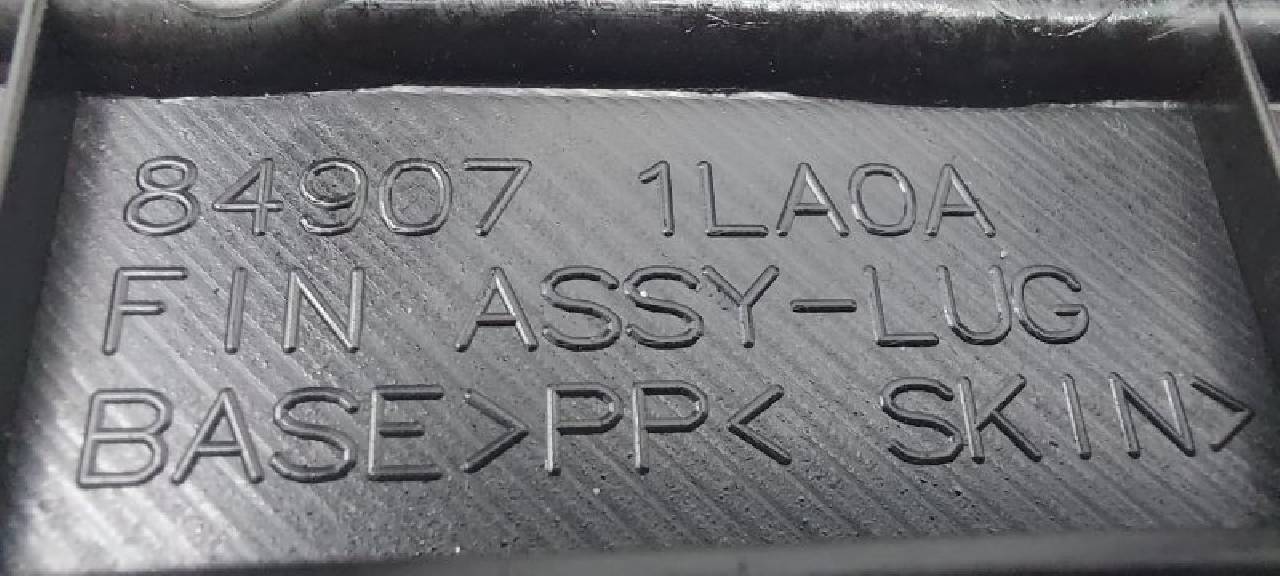 84907 1LA0A
FIN ASSY-LUG
BASE>PP< SKIN>